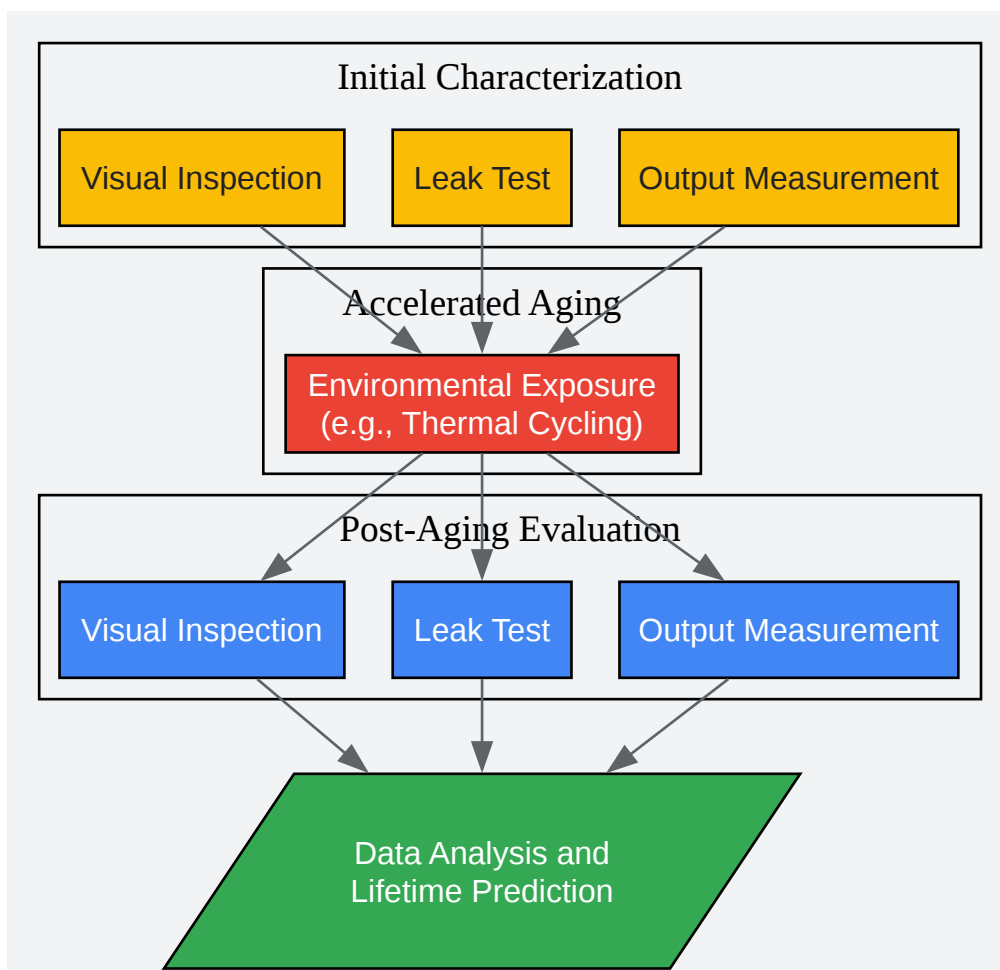 Initial Characterization
Visual Inspection
Leak Test
Output Measurement
Accelerated Aging
Environmental Exposure
(e.g., Thermal Cycling)
Post-Aging Evaluation
Visual Inspection
Leak Test
Output Measurement
Data Analysis and
Lifetime Prediction